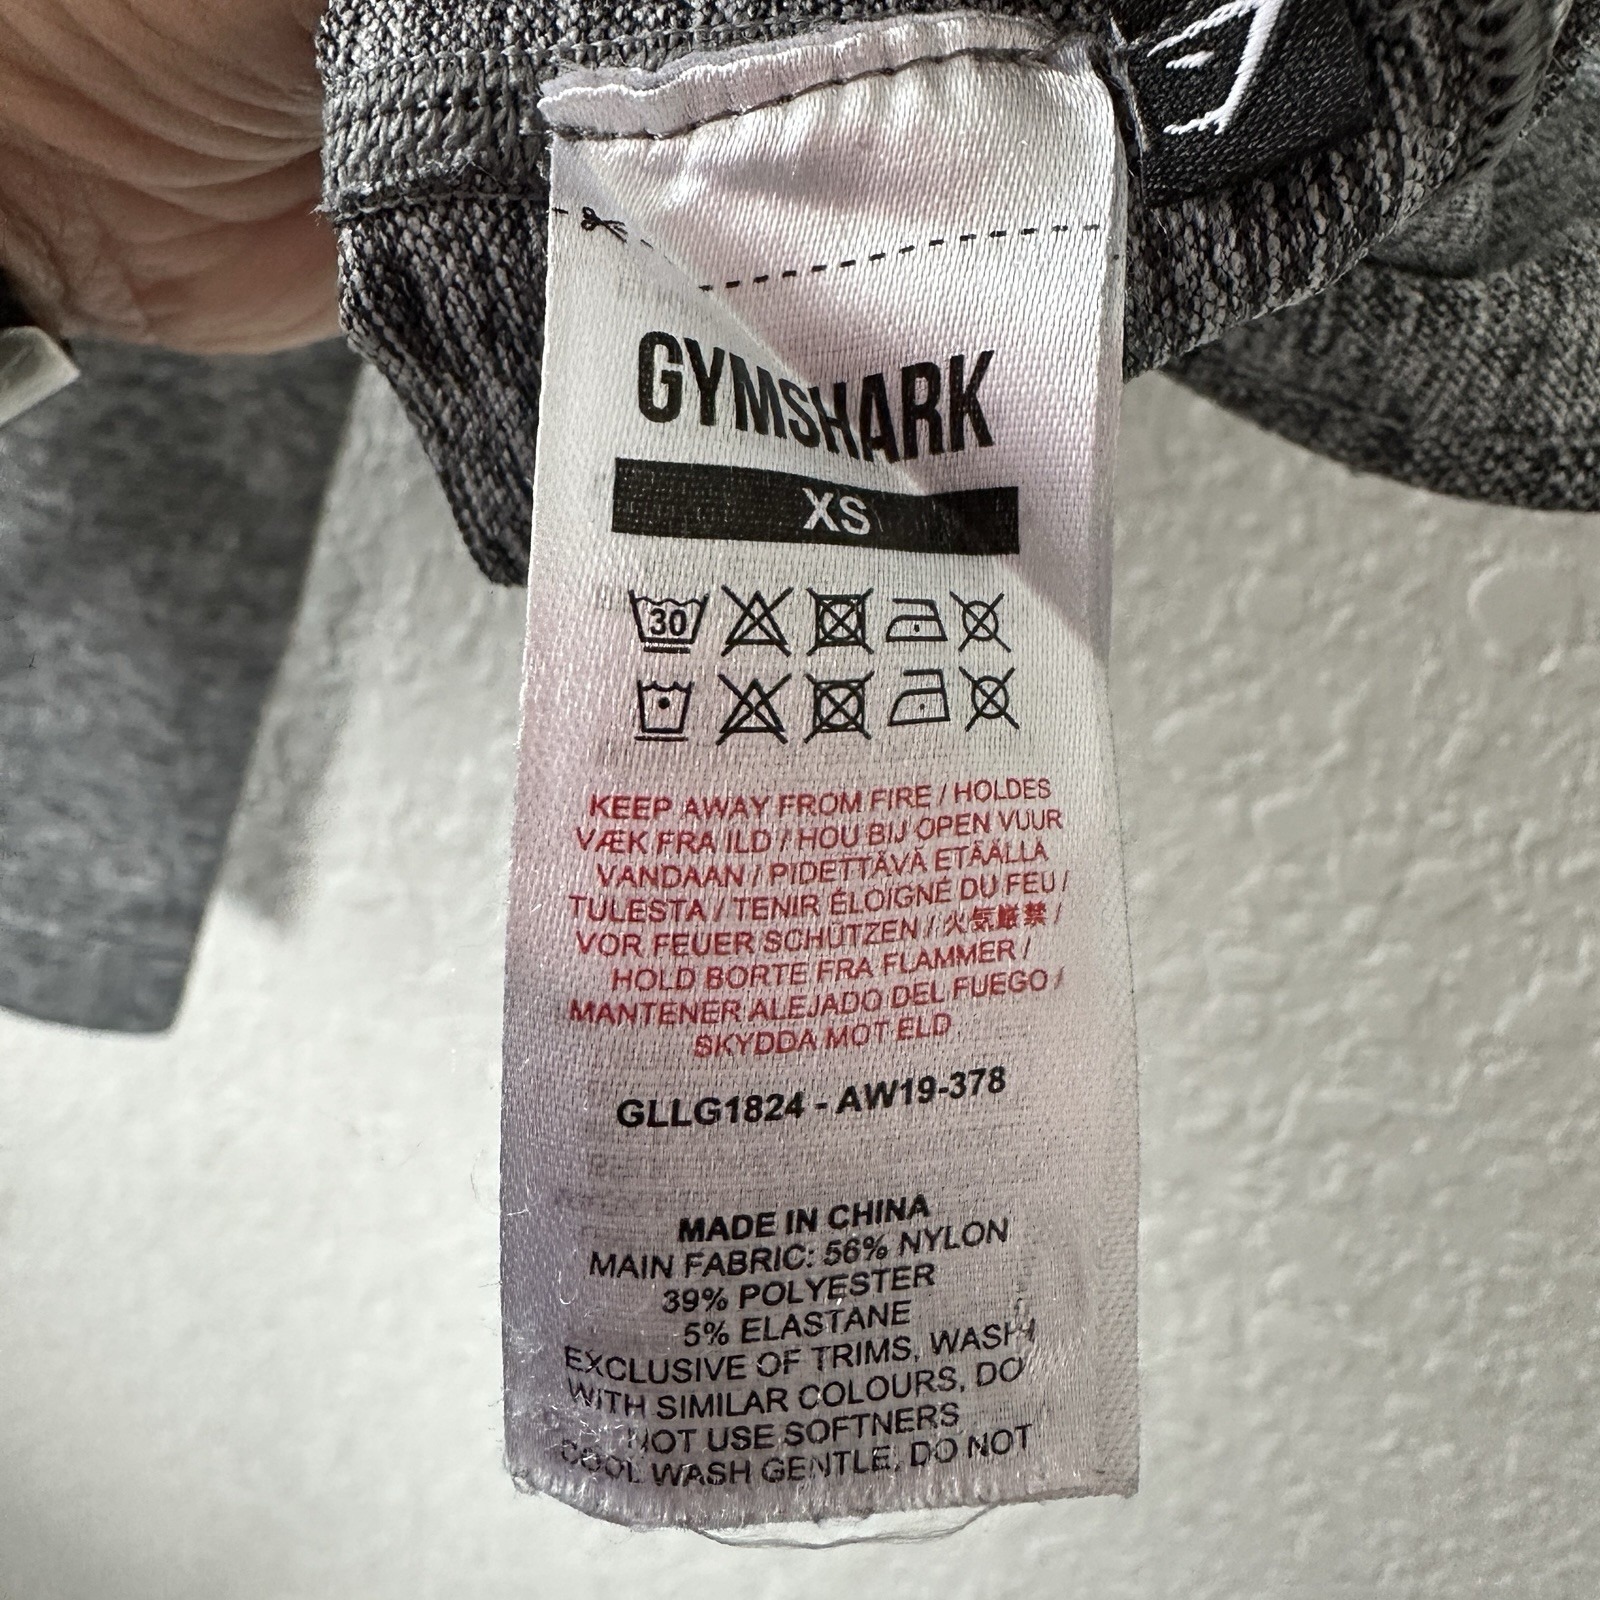 GYMSHARK
XS
30
KEEP AWAY FROM FIRE / HOLDES
VÆK FRA ILD / HOU BIJ OPEN VUUR
VANDAAN / PIDETTÄVÄ ETÄÄLLÄ
TULESTA / TENIR ÉLOIGNÉ DU FEU /
VOR FEUER SCHÜTZEN / 火気厳禁 /
HOLD BORTE FRA FLAMMER /
MANTENER ALEJADO DEL FUEGO /
SKYDDA MOT ELD
GLLG1824 - AW19-378
MADE IN CHINA
MAIN FABRIC: 56% NYLON
39% POLYESTER
5% ELASTANE
EXCLUSIVE OF TRIMS, WASH
WITH SIMILAR COLOURS, DO
NOT USE SOFTNERS
COOL WASH GENTLE, DO NOT